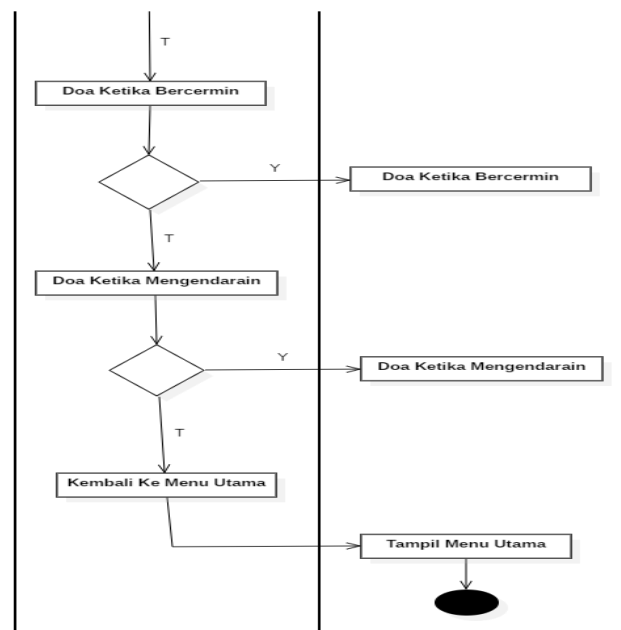 T
Doa Ketika Bercermin
Y
Doa Ketika Bercermin
T
Doa Ketika Mengendarain
Y
Doa Ketika Mengendarain
T
Kembali Ke Menu Utama
Tampil Menu Utama